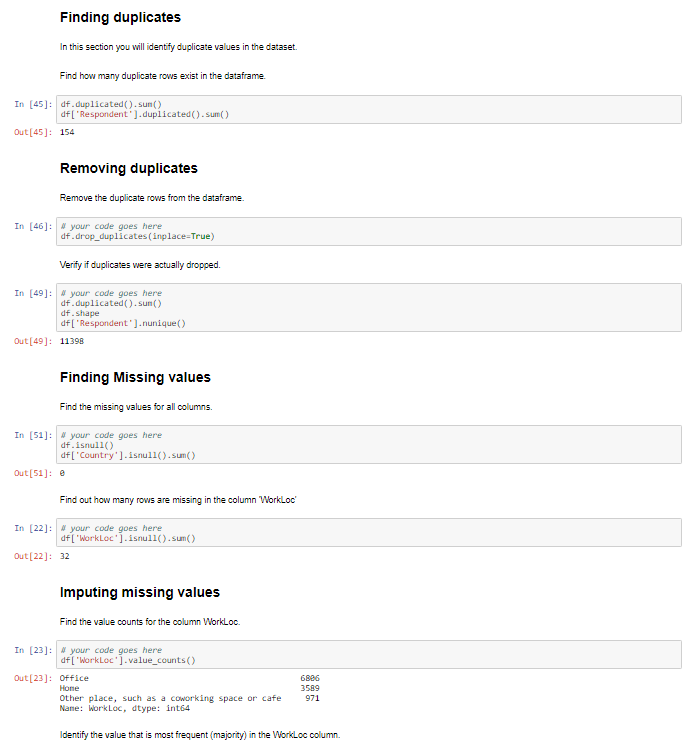 Finding duplicates
In this section you will identify duplicate values in the dataset.
Find how many duplicate rows exist in the dataframe.
In [45]: df.duplicated().sum()
df['Respondent'].duplicated().sum()
Out[45]: 154
Removing duplicates
Remove the duplicate rows from the dataframe.
In [46]: # your code goes here
df.drop_duplicates(inplace=True)
Verify if duplicates were actually dropped.
In [49]: # your code goes here
df.duplicated().sum()
df.shape
df['Respondent'].nunique()
Out[49]: 11398
Finding Missing values
Find the missing values for all columns.
In [51]: # your code goes here
df.isnull()
df['Country'].isnull().sum()
Out[51]: 0
Find out how many rows are missing in the column 'WorkLoc'
In [22]: # your code goes here
df['WorkLoc'].isnull().sum()
Out[22]: 32
Imputing missing values
Find the value counts for the column WorkLoc.
In [23]: # your code goes here
df['WorkLoc'].value_counts()
Out[23]: Office 6806
Home 3589
Other place, such as a coworking space or cafe 971
Name: WorkLoc, dtype: int64
Identify the value that is most frequent (majority) in the WorkLoc column.